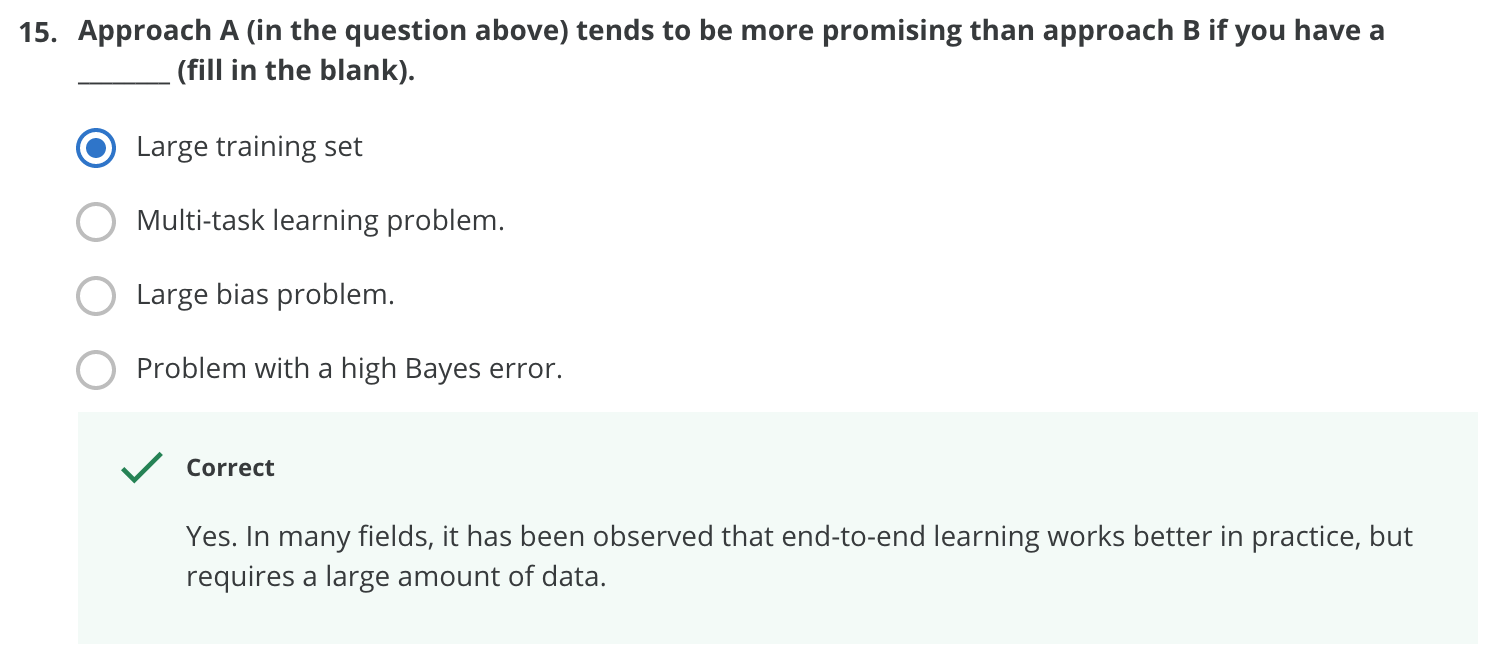 15. Approach A (in the question above) tends to be more promising than approach B if you have a
_______ (fill in the blank).
Large training set
Multi-task learning problem.
Large bias problem.
Problem with a high Bayes error.
Correct
Yes. In many fields, it has been observed that end-to-end learning works better in practice, but
requires a large amount of data.